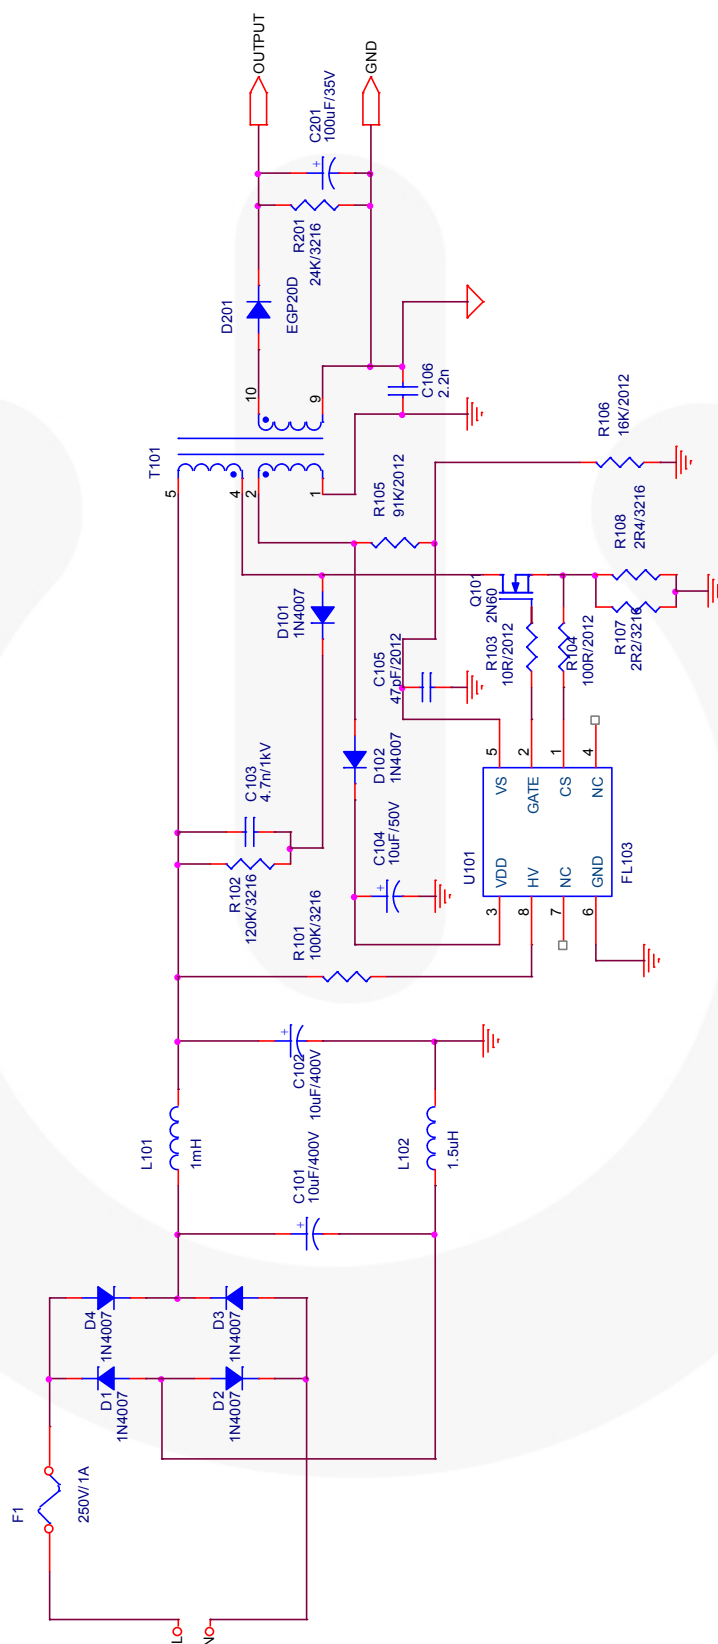 L
N
F1
250V/1A
D1
1N4007
D2
1N4007
D4
1N4007
D3
1N4007
C101
10uF/400V
L101
1mH
L102
1.5uH
C102
10uF/400V
R101
100K/3216
R102
120K/3216
C103
4.7n/1kV
C104
10uF/50V
D102
1N4007
D101
1N4007
C105
47pF/2012
U101
FL103
VDD
HV
NC
GND
VS
GATE
CS
NC
3
8
7
6
5
2
1
4
R103
10R/2012
R104
100R/2012
Q101
2N60
R107
2R2/3216
R108
2R4/3216
R105
91K/2012
R106
16K/2012
T101
5
4
2
1
10
9
C106
2.2n
D201
EGP20D
R201
24K/3216
C201
100uF/35V
OUTPUT
GND